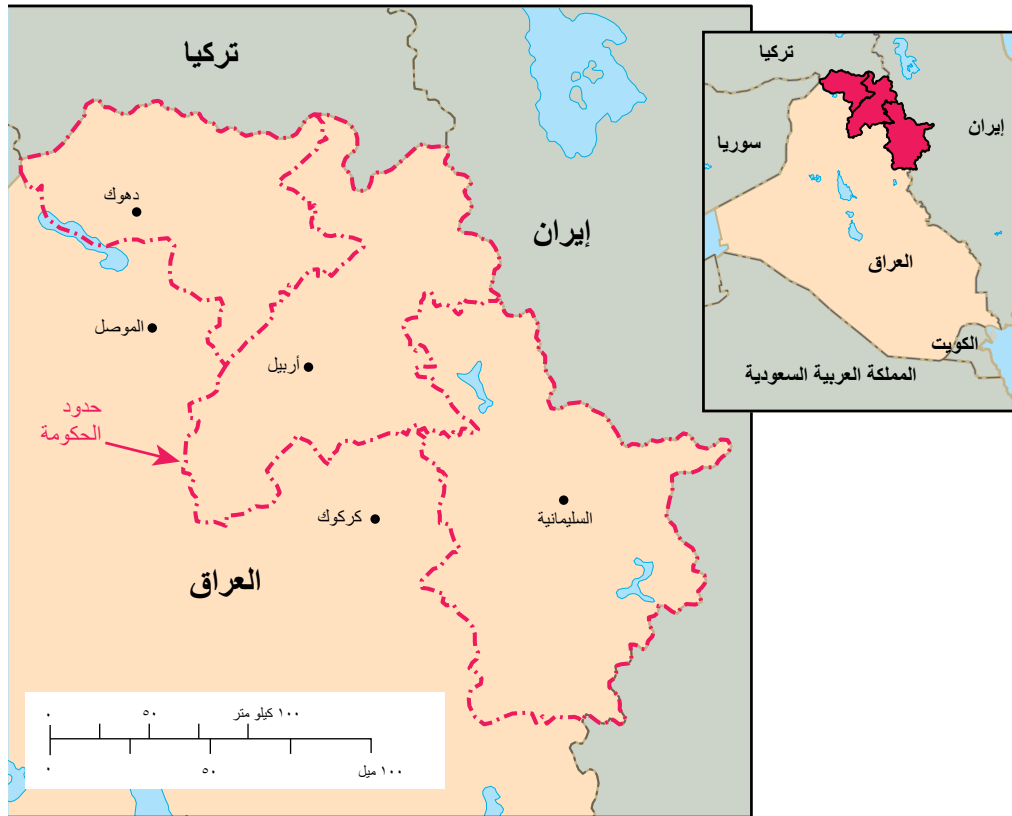 تركيا
دهوك
إيران
الموصل
أربيل
حدود
الحكومة
السليمانية
كركوك
العراق
٠ ٥٠ ١٠٠ كيلو متر
٠ ٥٠ ١٠٠ ميل
تركيا
إيران
سوريا
العراق
الكويت
المملكة العربية السعودية